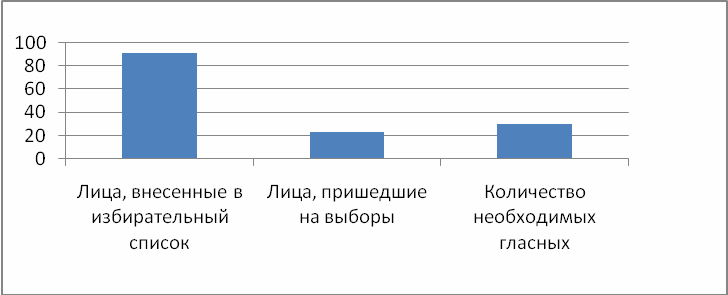 100
80
60
40
20
0
Лица, внесенные в
избирательный
список
Лица, пришедшие
на выборы
Количество
необходимых
гласных